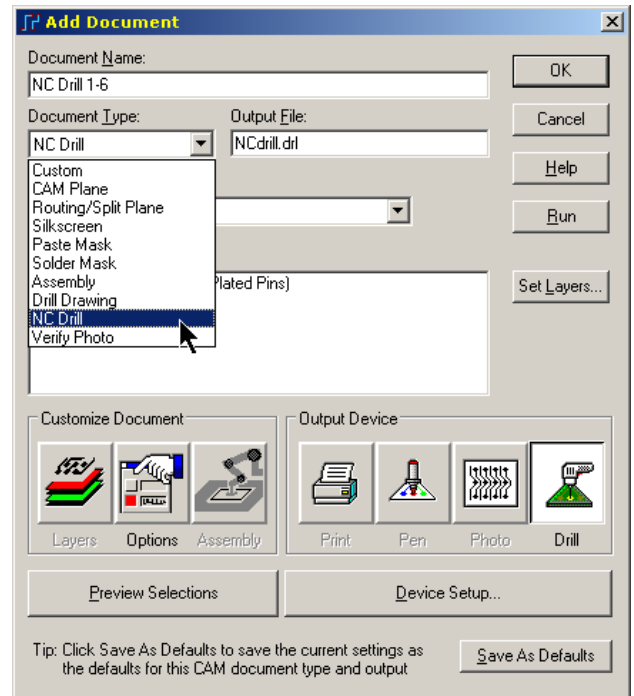 Add Document
Document Name:
NC Drill 1-6
OK
Document Type:
Output File:
NC Drill
NCdrill.drl
Cancel
Custom
CAM Plane
Routing/Split Plane
Silkscreen
Paste Mask
Solder Mask
Assembly
Drill Drawing
NC Drill
Verify Photo
Plated Pins)
Help
Run
Set Layers...
Customize Document
Layers
Options
Assembly
Output Device
Print
Pen
Photo
Drill
Preview Selections
Device Setup...
Tip: Click Save As Defaults to save the current settings as
the defaults for this CAM document type and output
Save As Defaults